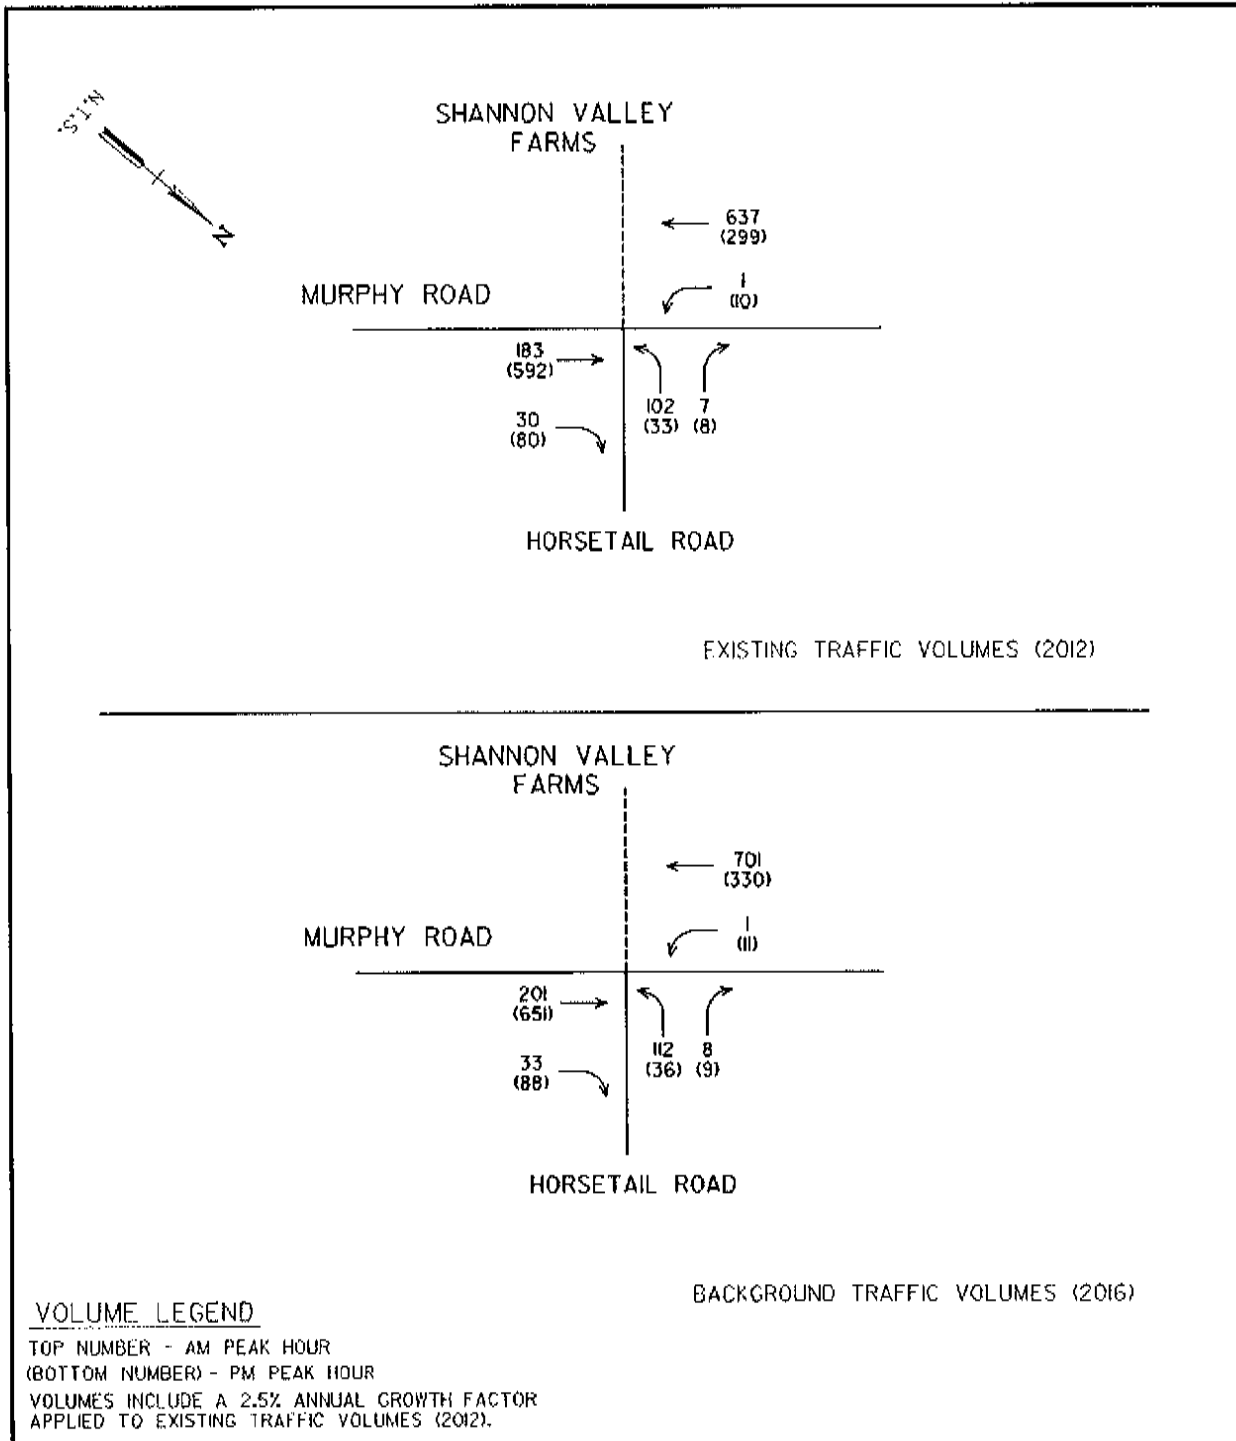 N.T.S.
N
SHANNON VALLEY
FARMS
637
(299)
1
(10)
MURPHY ROAD
183
(592)
102 7
(33) (8)
30
(80)
HORSETAIL ROAD
EXISTING TRAFFIC VOLUMES (2012)
SHANNON VALLEY
FARMS
701
(330)
1
(11)
MURPHY ROAD
201
(651)
112 8
(36) (9)
33
(88)
HORSETAIL ROAD
BACKGROUND TRAFFIC VOLUMES (2016)
VOLUME LEGEND
TOP NUMBER - AM PEAK HOUR
(BOTTOM NUMBER) - PM PEAK HOUR
VOLUMES INCLUDE A 2.5% ANNUAL GROWTH FACTOR
APPLIED TO EXISTING TRAFFIC VOLUMES (2012).